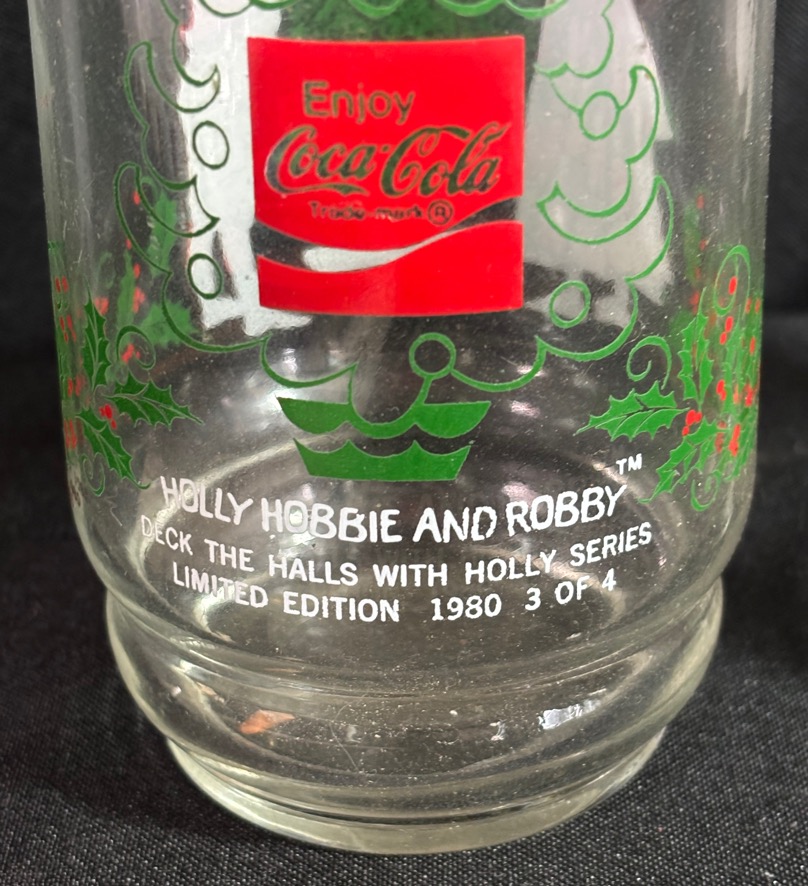 Enjoy
Coca-Cola
Trade-mark ®
HOLLY HOBBIE AND ROBBY™
DECK THE HALLS WITH HOLLY SERIES
LIMITED EDITION 1980 3 OF 4